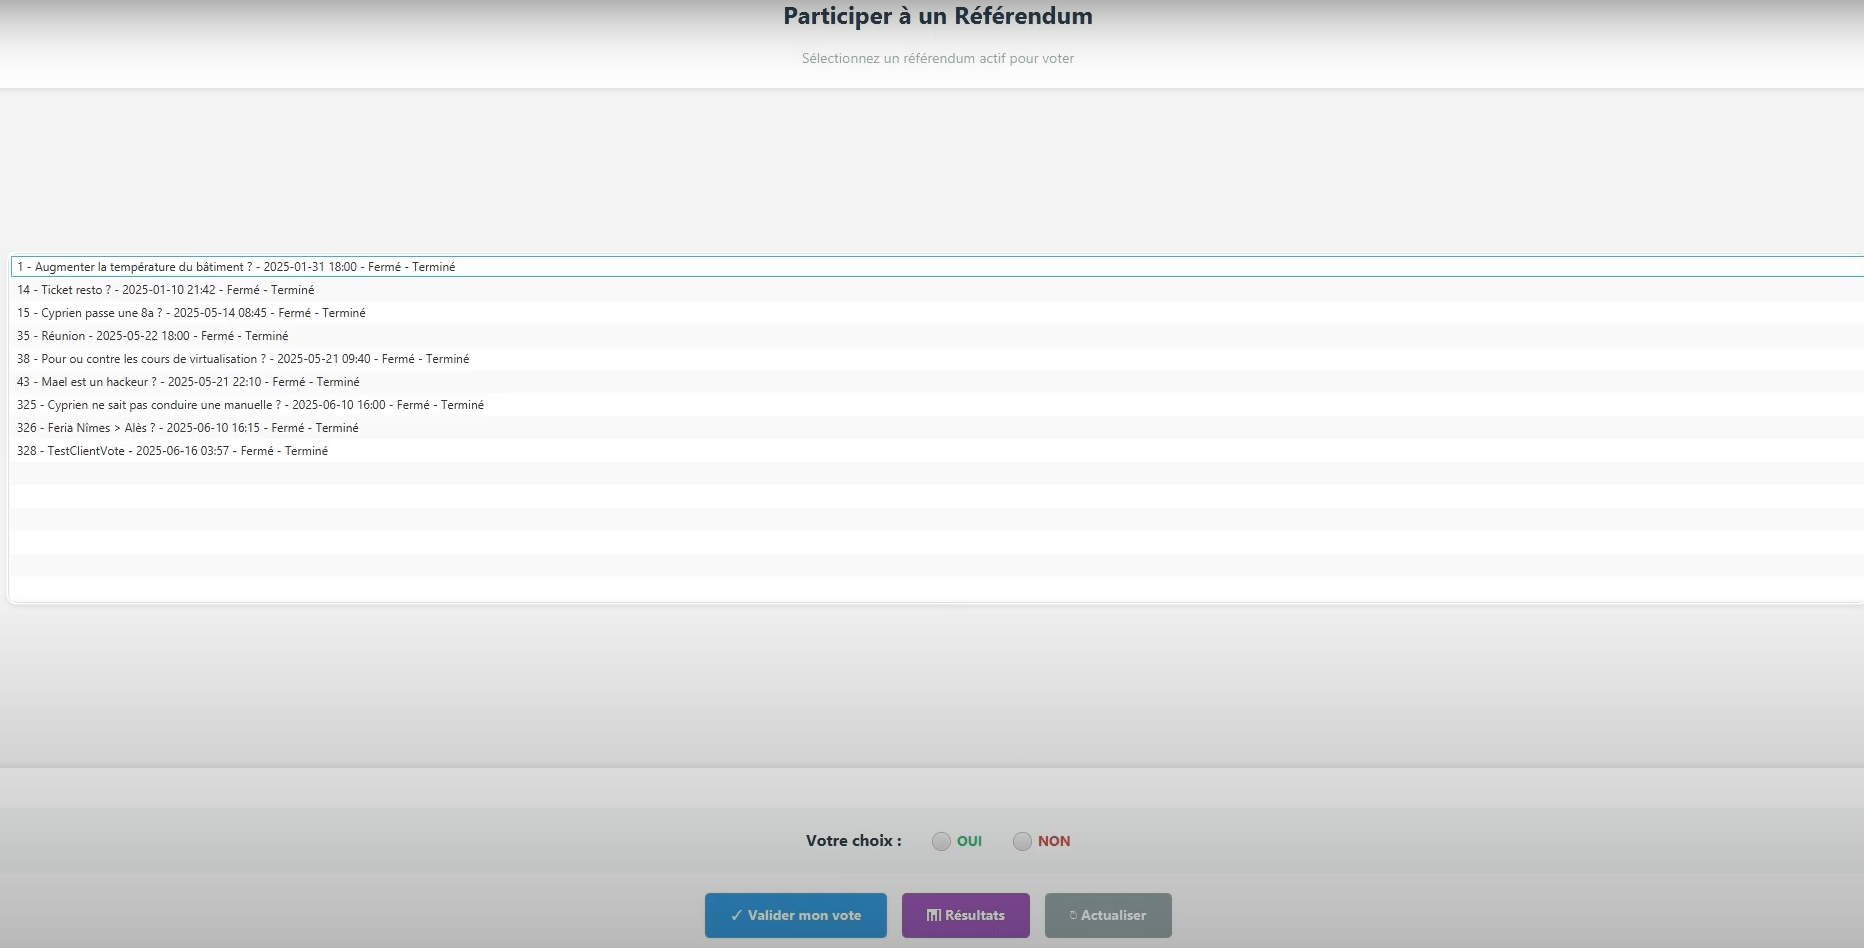 Participer à un Référendum
Sélectionnez un référendum actif pour voter
1 - Augmenter la température du bâtiment ? - 2025-01-31 18:00 - Fermé - Terminé
14 - Ticket resto ? - 2025-01-10 21:42 - Fermé - Terminé
15 - Cyprien passe une 8a ? - 2025-05-14 08:45 - Fermé - Terminé
35 - Réunion - 2025-05-22 18:00 - Fermé - Terminé
38 - Pour ou contre les cours de virtualisation ? - 2025-05-21 09:40 - Fermé - Terminé
43 - Mael est un hackeur ? - 2025-05-21 22:10 - Fermé - Terminé
325 - Cyprien ne sait pas conduire une manuelle ? - 2025-06-10 16:00 - Fermé - Terminé
326 - Feria Nîmes > Alès ? - 2025-06-10 16:15 - Fermé - Terminé
328 - TestClientVote - 2025-06-16 03:57 - Fermé - Terminé
Votre choix : OUI NON
✓ Valider mon vote Résultats Actualiser